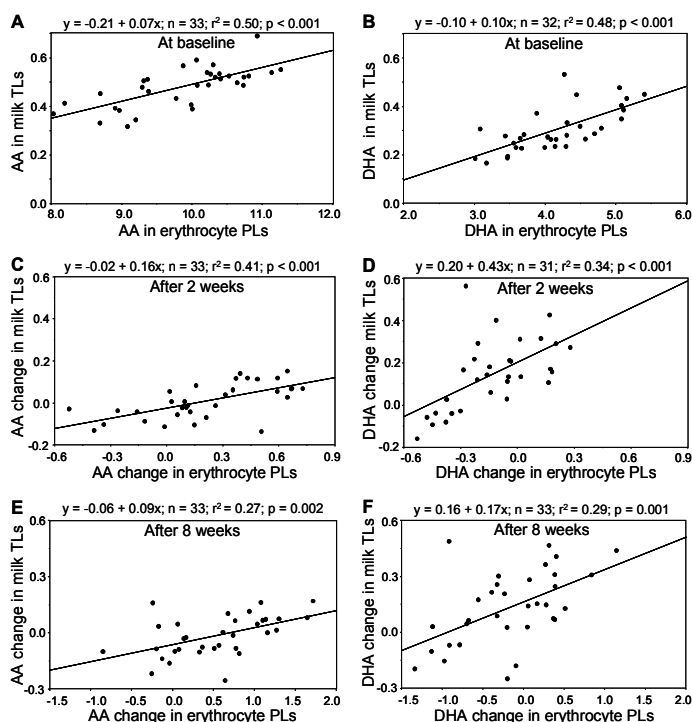 A
y = -0.21 + 0.07x; n = 33; r² = 0.50; p < 0.001
At baseline
AA in milk TLs
0.6
0.4
0.2
0.0
8.0 9.0 10.0 11.0 12.0
AA in erythrocyte PLs
B
y = -0.10 + 0.10x; n = 32; r² = 0.48; p < 0.001
At baseline
DHA in milk TLs
0.6
0.4
0.2
0.0
2.0 3.0 4.0 5.0 6.0
DHA in erythrocyte PLs
C
y = -0.02 + 0.16x; n = 33; r² = 0.41; p < 0.001
After 2 weeks
AA change in milk TLs
0.6
0.4
0.2
0.0
-0.2
-0.6 -0.3 0.0 0.3 0.6 0.9
AA change in erythrocyte PLs
D
y = 0.20 + 0.43x; n = 31; r² = 0.34; p < 0.001
After 2 weeks
DHA change in milk TLs
0.6
0.4
0.2
0.0
-0.2
-0.6 -0.3 0.0 0.3 0.6 0.9
DHA change in erythrocyte PLs
E
y = -0.06 + 0.09x; n = 33; r² = 0.27; p = 0.002
After 8 weeks
AA change in milk TLs
0.6
0.3
0.0
-0.3
-1.5 -1.0 -0.5 0.0 0.5 1.0 1.5 2.0
AA change in erythrocyte PLs
F
y = 0.16 + 0.17x; n = 33; r² = 0.29; p = 0.001
After 8 weeks
DHA change in milk TLs
0.6
0.3
0.0
-0.3
-1.5 -1.0 -0.5 0.0 0.5 1.0 1.5 2.0
DHA change in erythrocyte PLs